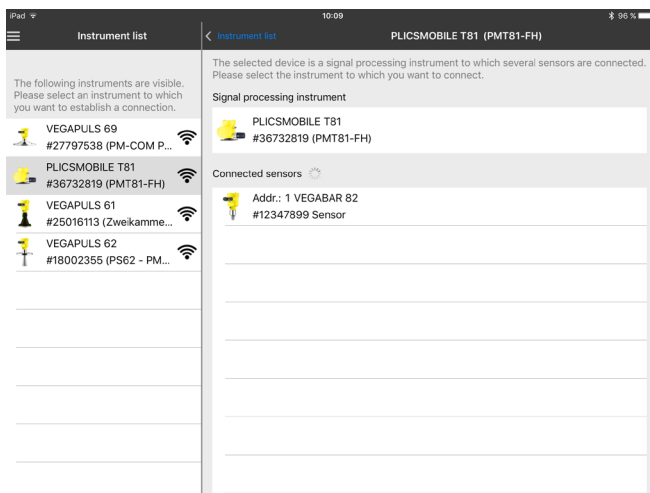 iPad
10:09
96 %
Instrument list
Instrument list
PLICSMOBILE T81 (PMT81-FH)
The following instruments are visible.
Please select an instrument to which
you want to establish a connection.
VEGAPULS 69
#27797538 (PM-COM P...
PLICSMOBILE T81
#36732819 (PMT81-FH)
VEGAPULS 61
#25016113 (Zweikamme...
VEGAPULS 62
#18002355 (PS62 - PM...
The selected device is a signal processing instrument to which several sensors are connected.
Please select the instrument to which you want to connect.
Signal processing instrument
PLICSMOBILE T81
#36732819 (PMT81-FH)
Connected sensors
Addr.: 1 VEGABAR 82
#12347899 Sensor